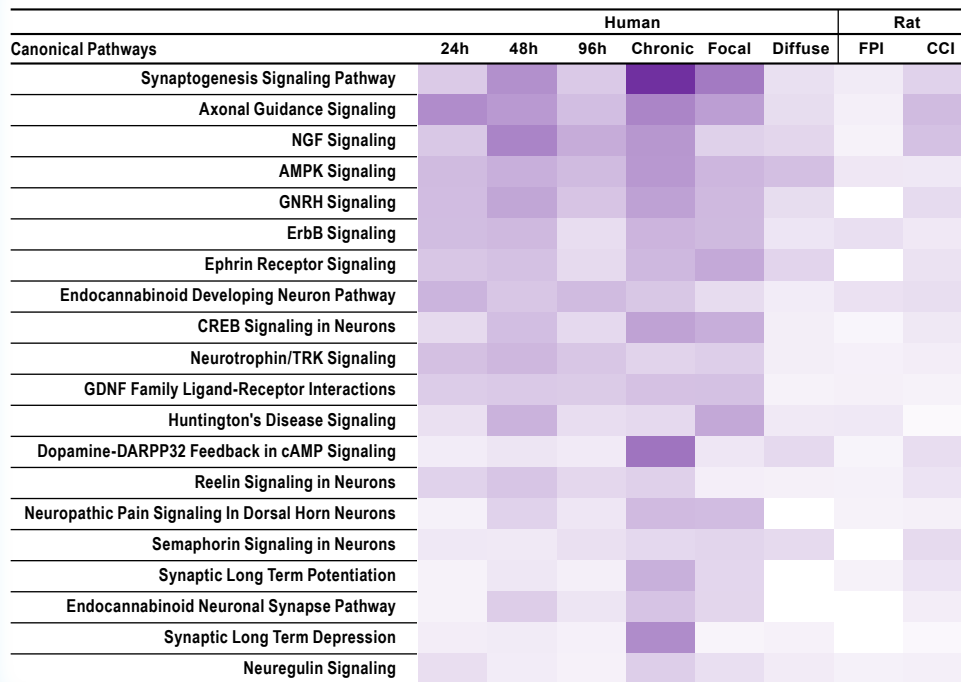 Human Rat
Canonical Pathways 24h 48h 96h Chronic Focal Diffuse FPI CCI
Synaptogenesis Signaling Pathway
Axonal Guidance Signaling
NGF Signaling
AMPK Signaling
GNRH Signaling
ErbB Signaling
Ephrin Receptor Signaling
Endocannabinoid Developing Neuron Pathway
CREB Signaling in Neurons
Neurotrophin/TRK Signaling
GDNF Family Ligand-Receptor Interactions
Huntington's Disease Signaling
Dopamine-DARPP32 Feedback in cAMP Signaling
Reelin Signaling in Neurons
Neuropathic Pain Signaling In Dorsal Horn Neurons
Semaphorin Signaling in Neurons
Synaptic Long Term Potentiation
Endocannabinoid Neuronal Synapse Pathway
Synaptic Long Term Depression
Neuregulin Signaling